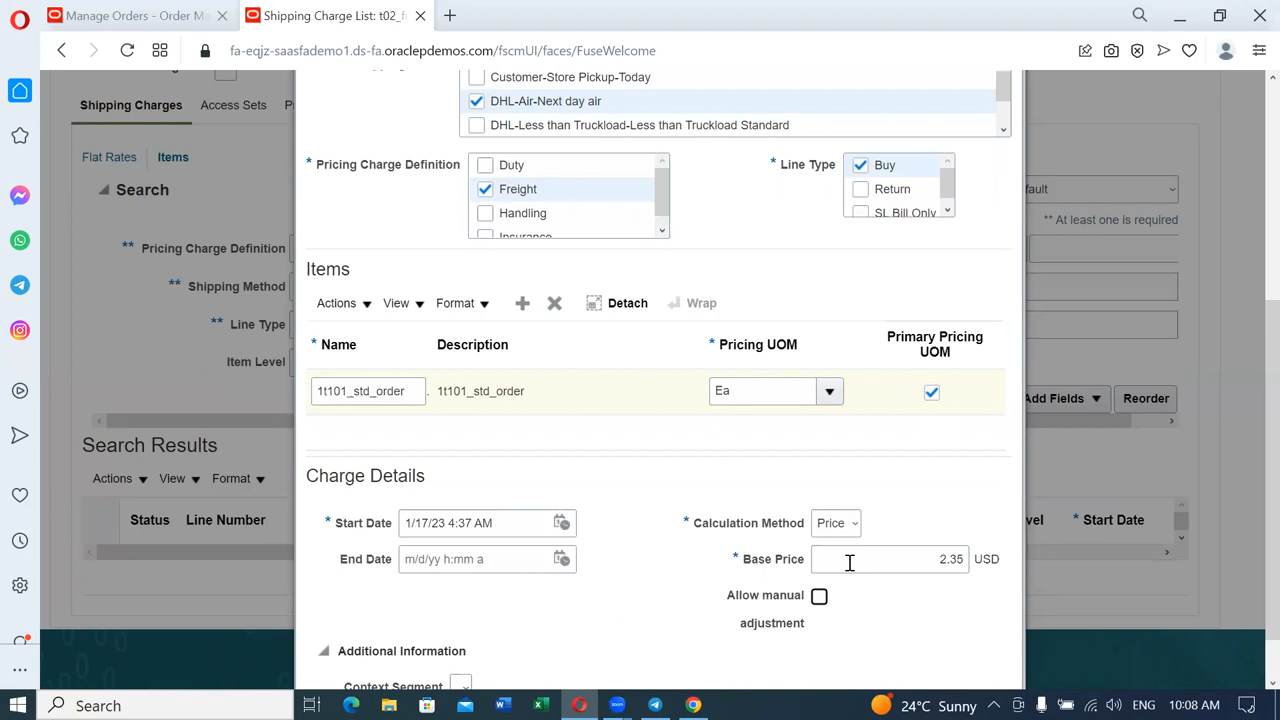 Manage Orders - Order Ma
Shipping Charge List: t02_f
fa-eqjz-saasfademo1.ds-fa.oraclepdemos.com/fscmUI/faces/FuseWelcome
Shipping Charges
Access Sets
P
Flat Rates
Items
Search
** Pricing Charge Definition
** Shipping Method
** Line Type
Item Level
Search Results
Actions
View
Format
Status
Line Number
Customer-Store Pickup-Today
DHL-Air-Next day air
DHL-Less than Truckload-Less than Truckload Standard
* Pricing Charge Definition
Duty
Freight
Handling
Insurance
* Line Type
Buy
Return
SL Bill Only
Items
Actions
View
Format
Detach
Wrap
* Name
Description
* Pricing UOM
Primary Pricing
UOM
1t101_std_order
1t101_std_order
Ea
Charge Details
* Start Date
1/17/23 4:37 AM
End Date
m/d/yy h:mm a
* Calculation Method
Price
* Base Price
2.35
USD
Allow manual
adjustment
Additional Information
Context Segment
efault
** At least one is required
Add Fields
Reorder
vel
* Start Date
Search
24°C Sunny
ENG
10:08 AM